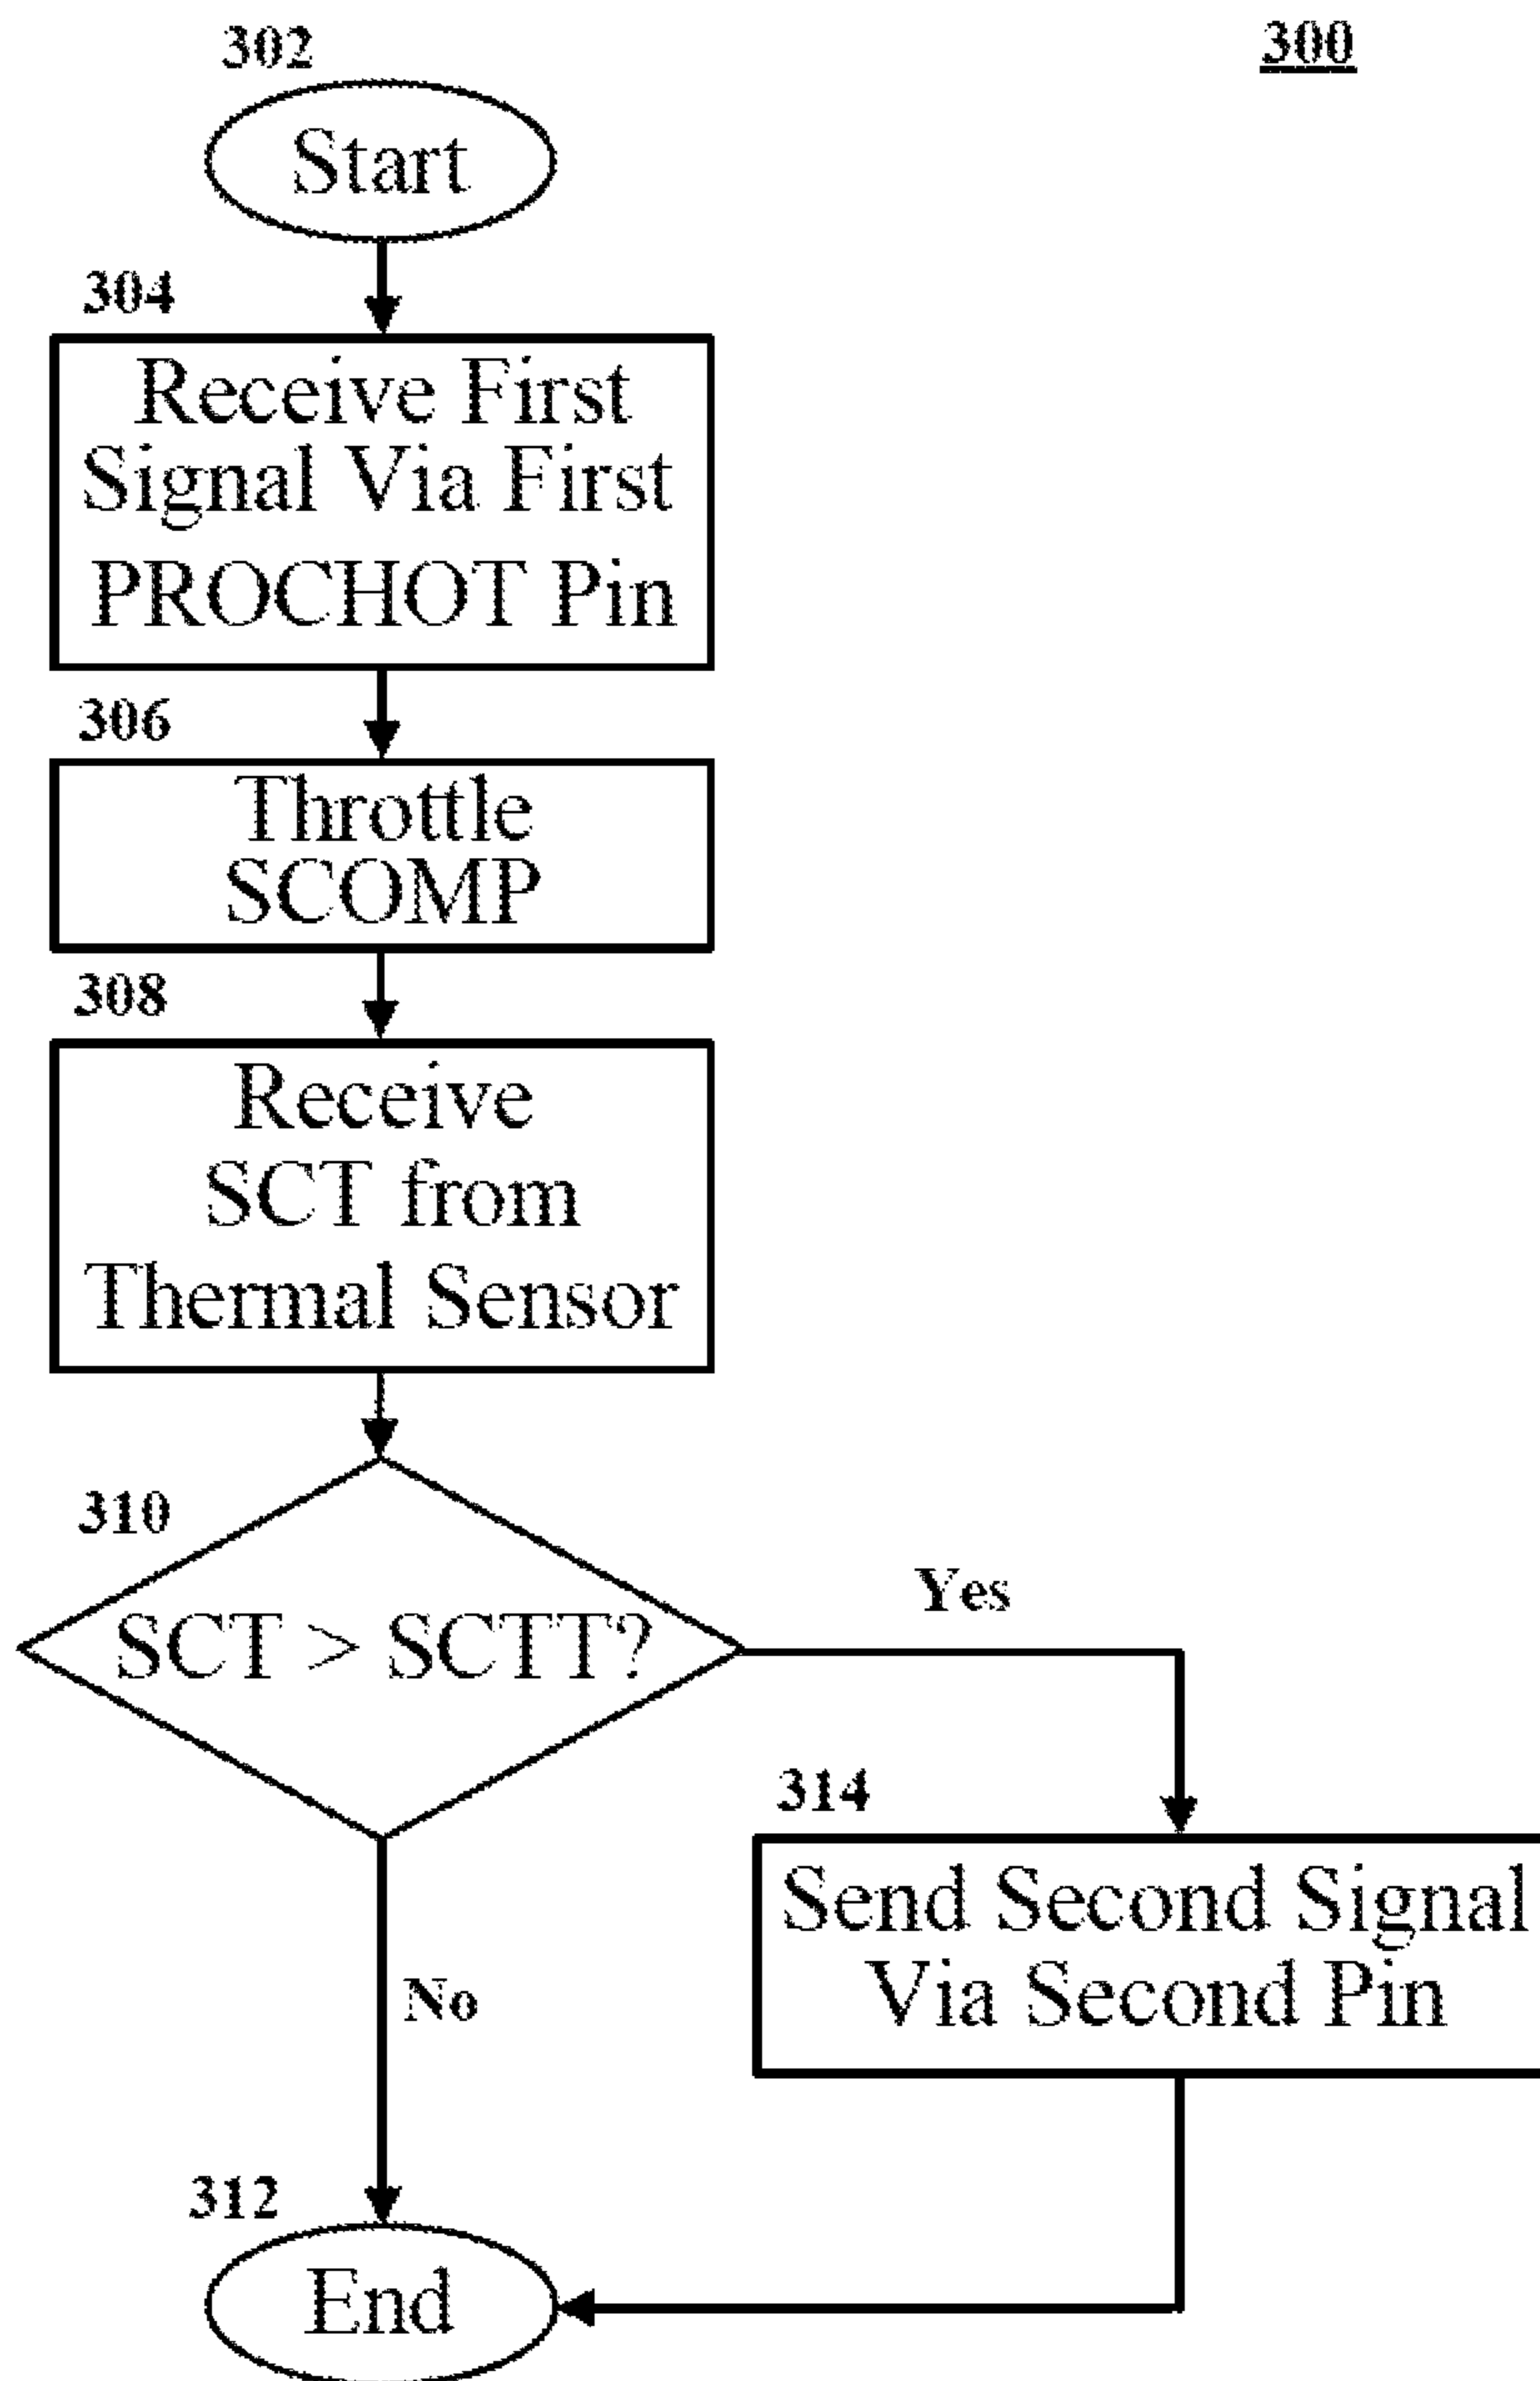 302
300
Start
304
Receive First
Signal Via First
PROCHOT Pin
306
Throttle
SCOMP
308
Receive
SCT from
Thermal Sensor
310
SCT > SCTT?
Yes
314
Send Second Signal
Via Second Pin
No
312
End